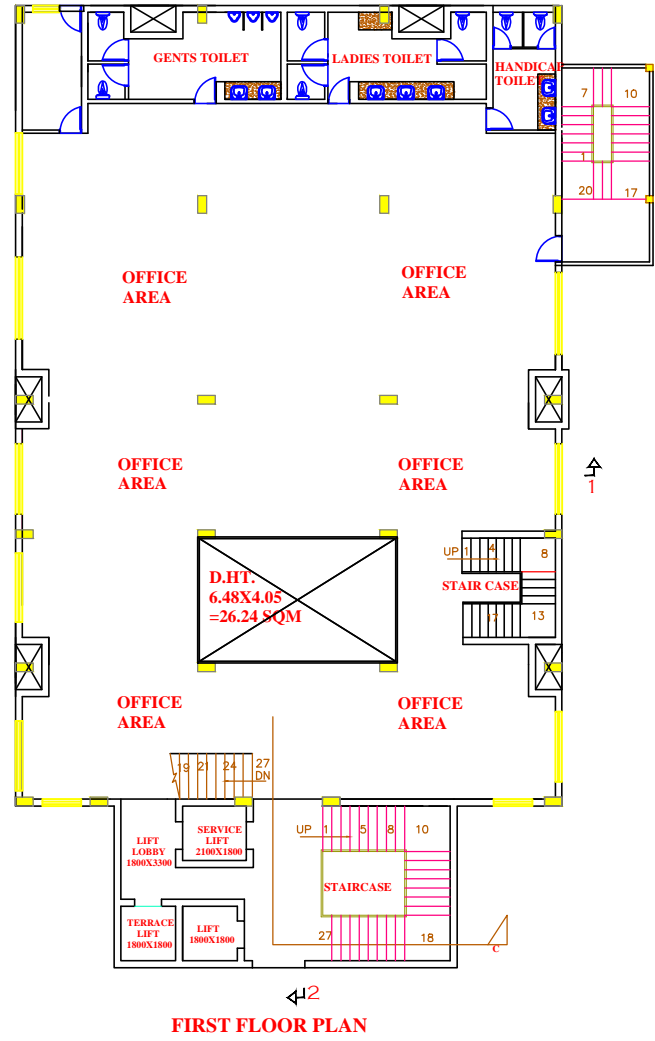 GENTS TOILET
LADIES TOILET
HANDICAP
TOILET
7
10
1
20
17
OFFICE
AREA
OFFICE
AREA
OFFICE
AREA
OFFICE
AREA
1
D.HT.
6.48X4.05
=26.24 SQM
UP 1
4
8
STAIR CASE
17
13
OFFICE
AREA
OFFICE
AREA
19
21
24
27
DN
LIFT
LOBBY
1800X3300
SERVICE
LIFT
2100X1800
UP
1
5
8
10
STAIRCASE
TERRACE
LIFT
1800X1800
LIFT
1800X1800
27
18
C
2
FIRST FLOOR PLAN